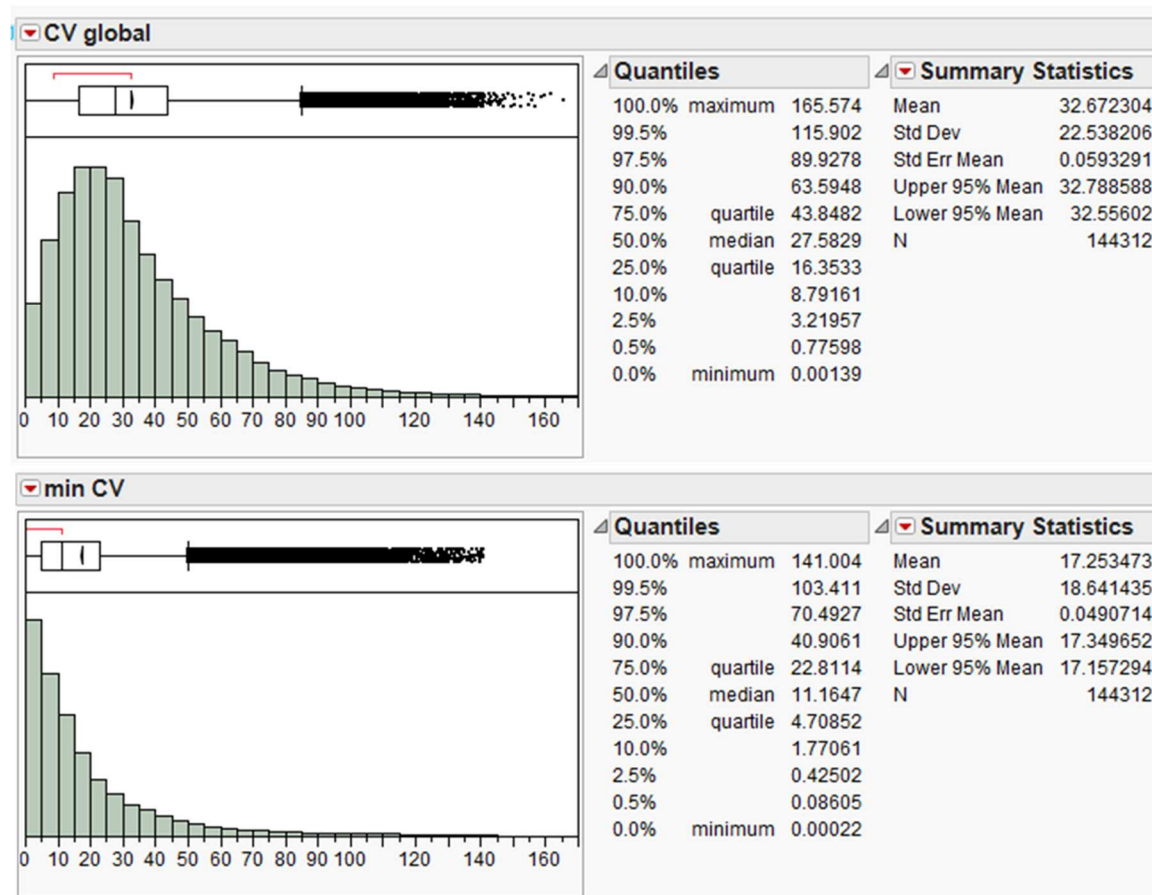 CV global
Quantiles
100.0% maximum 165.574
99.5% 115.902
97.5% 89.9278
90.0% 63.5948
75.0% quartile 43.8482
50.0% median 27.5829
25.0% quartile 16.3533
10.0% 8.79161
2.5% 3.21957
0.5% 0.77598
0.0% minimum 0.00139
Summary Statistics
Mean 32.672304
Std Dev 22.538206
Std Err Mean 0.0593291
Upper 95% Mean 32.788588
Lower 95% Mean 32.55602
N 144312
0 10 20 30 40 50 60 70 80 90 100 120 140 160
min CV
Quantiles
100.0% maximum 141.004
99.5% 103.411
97.5% 70.4927
90.0% 40.9061
75.0% quartile 22.8114
50.0% median 11.1647
25.0% quartile 4.70852
10.0% 1.77061
2.5% 0.42502
0.5% 0.08605
0.0% minimum 0.00022
Summary Statistics
Mean 17.253473
Std Dev 18.641435
Std Err Mean 0.0490714
Upper 95% Mean 17.349652
Lower 95% Mean 17.157294
N 144312
0 10 20 30 40 50 60 70 80 90 100 120 140 160